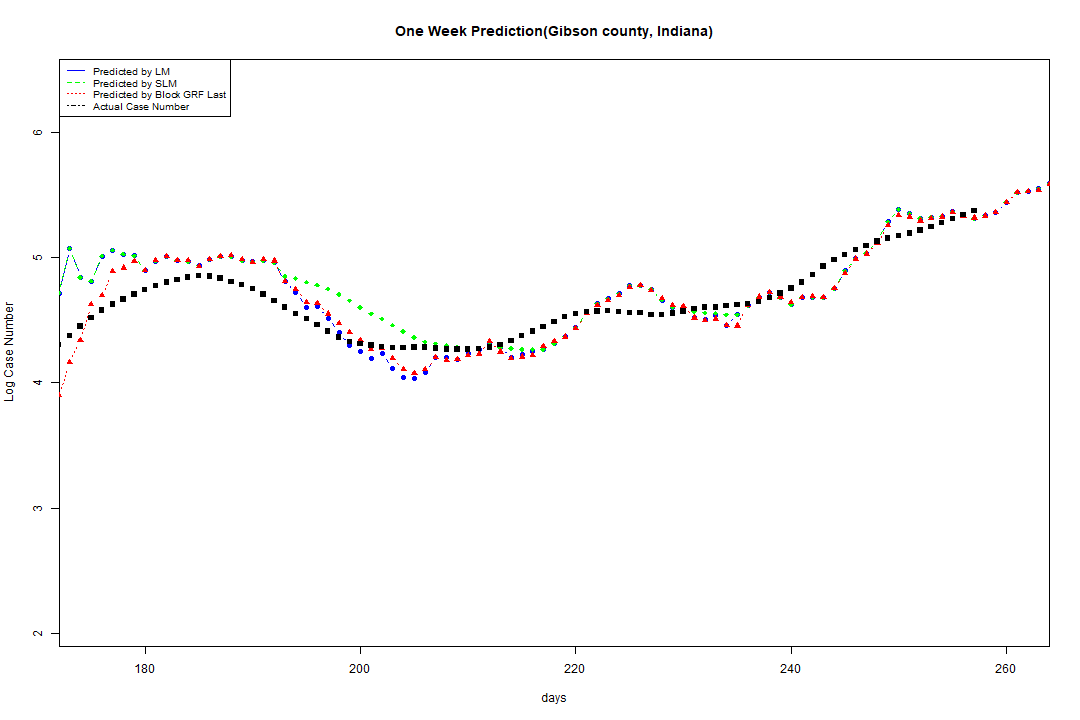 One Week Prediction(Gibson county, Indiana)
Predicted by LM
Predicted by SLM
Predicted by Block GRF Last
Actual Case Number
6
5
4
3
2
Log Case Number
180 200 220 240 260
days